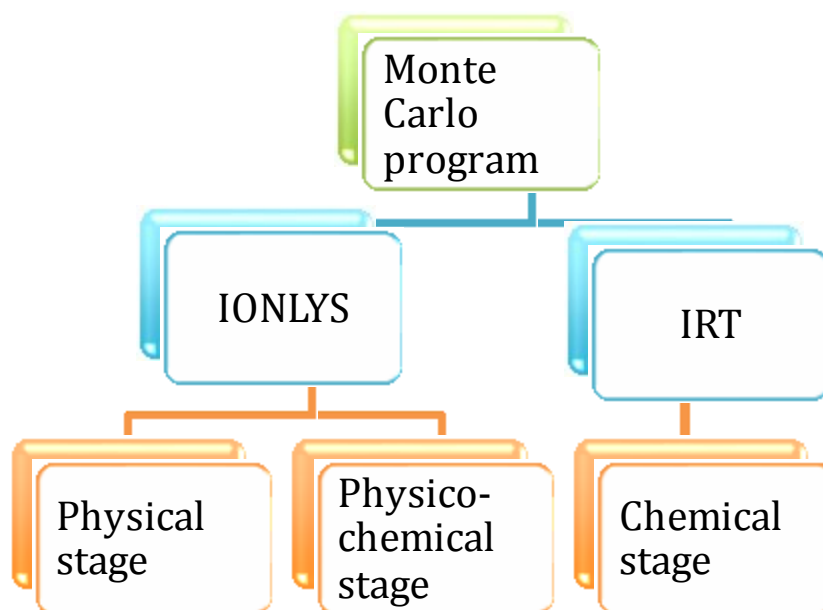 Monte
Carlo
program
IONLYS
IRT
Physical
stage
Physico-
chemical
stage
Chemical
stage